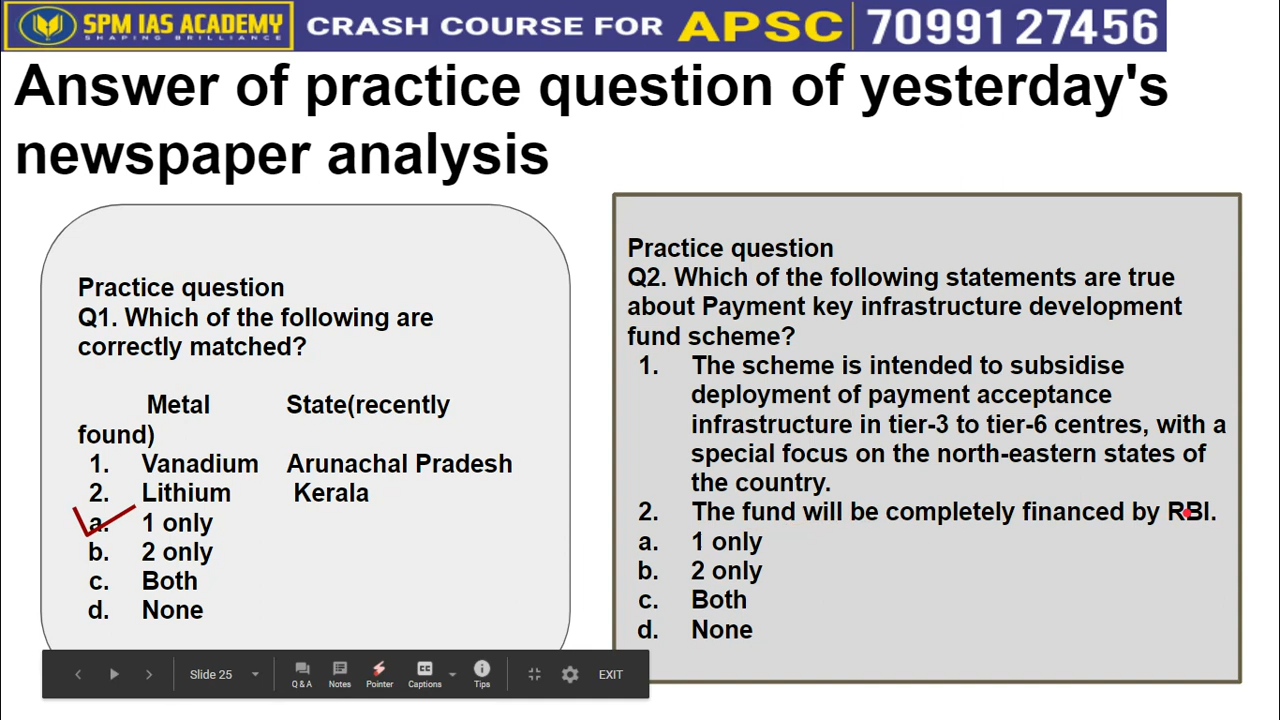 SPM IAS ACADEMY
SHAPING BRILLIANCE
CRASH COURSE FOR APSC 70991 27456
Answer of practice question of yesterday's
newspaper analysis
Practice question
Q1. Which of the following are
correctly matched?
Metal State(recently
found)
1. Vanadium Arunachal Pradesh
2. Lithium Kerala
a. 1 only
b. 2 only
c. Both
d. None
Practice question
Q2. Which of the following statements are true
about Payment key infrastructure development
fund scheme?
1. The scheme is intended to subsidise
deployment of payment acceptance
infrastructure in tier-3 to tier-6 centres, with a
special focus on the north-eastern states of
the country.
2. The fund will be completely financed by RBI.
a. 1 only
b. 2 only
c. Both
d. None
Slide 25
Q & A
Notes
Pointer
CC
Captions
Tips
EXIT